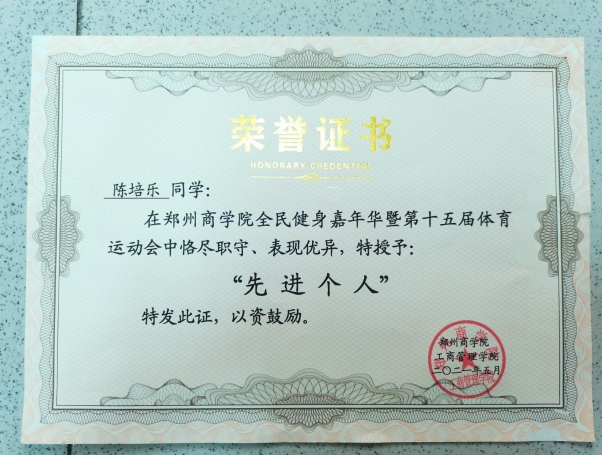 荣誉证书
HONORARY CREDENTIAL
陈培乐 同学：
在郑州商学院全民健身嘉年华暨第十五届体育
运动会中恪尽职守、表现优异，特授予：
“先进个人”
特发此证，以资鼓励。
郑州商学院
工商管理学院
二〇二一年五月